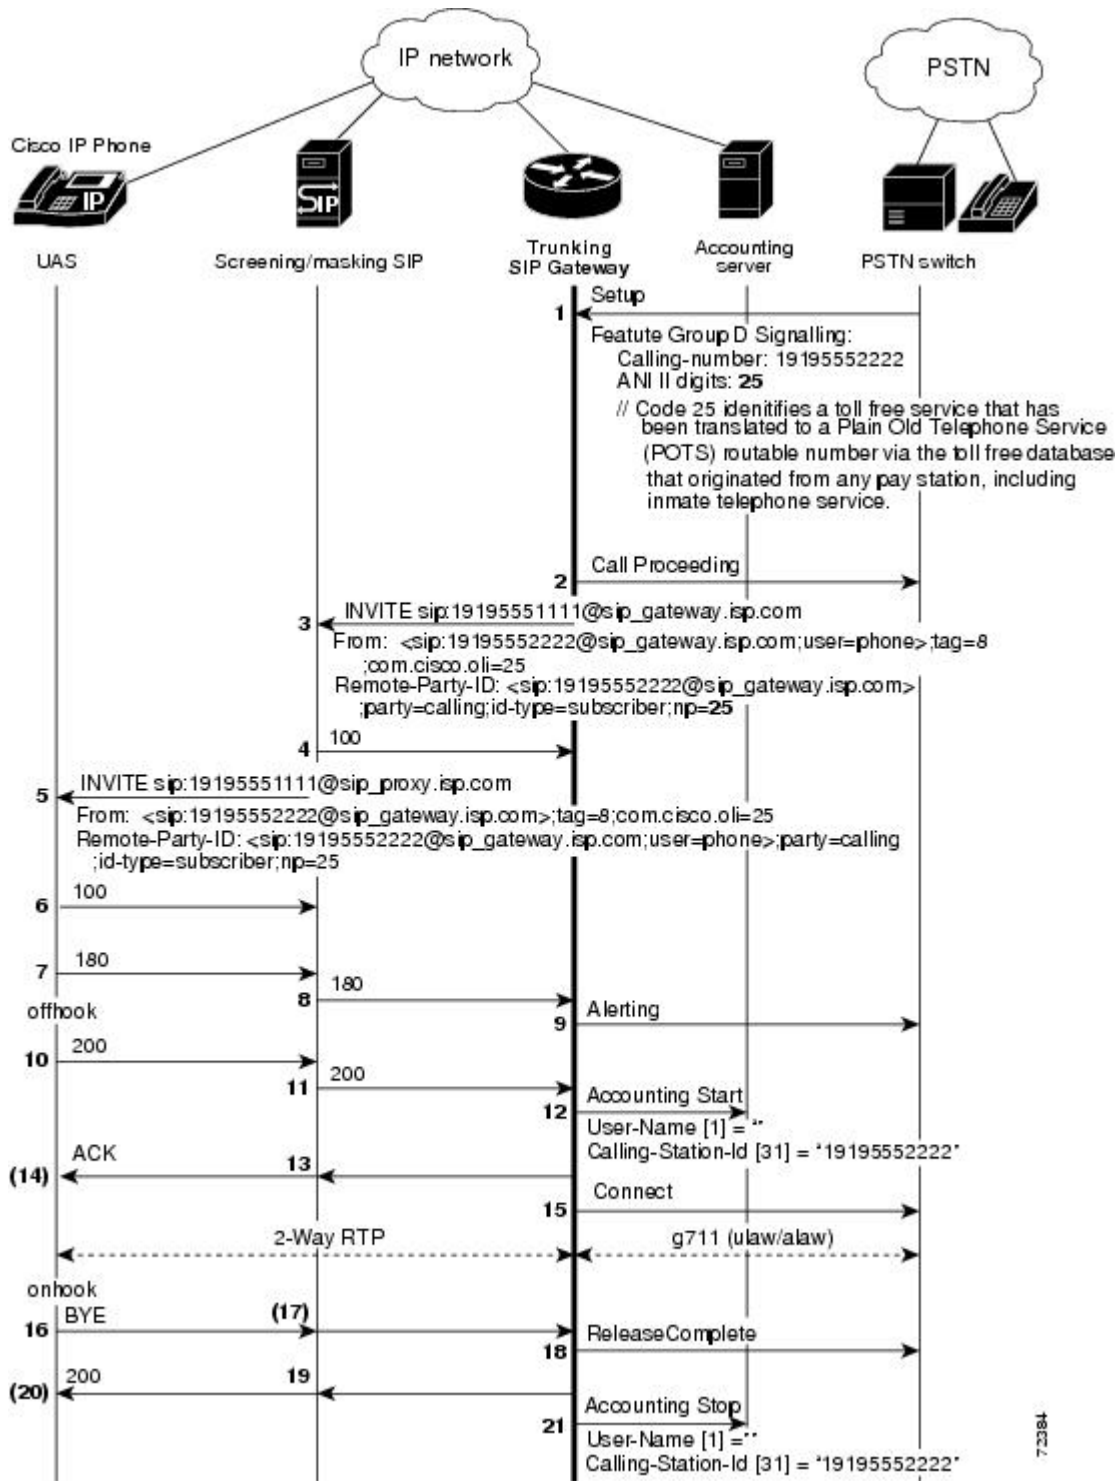 IP network
PSTN
Cisco IP Phone
IP
SIP
UAS
Screening/masking SIP
Trunking
SIP Gateway
Accounting
server
PSTN switch
Setup
1
Featute Group D Signalling:
Calling-number: 19195552222
ANI II digits: 25
// Code 25 idenitifies a toll free service that has
been translated to a Plain Old Telephone Service
(POTS) routable number via the toll free database
that originated from any pay station, including
inmate telephone service.
Call Proceeding
2
INVITE sip:19195551111@sip_gateway.isp.com
3
From: <sip:19195552222@sip_gateway.isp.com;user=phone>;tag=8
;com.cisco.oli=25
Remote-Party-ID: <sip:19195552222@sip_gateway.isp.com>
;party=calling;id-type=subscriber;np=25
100
4
INVITE sip:19195551111@sip_proxy.isp.com
5
From: <sip:19195552222@sip_gateway.isp.com>;tag=8;com.cisco.oli=25
Remote-Party-ID: <sip:19195552222@sip_gateway.isp.com;user=phone>;party=calling
;id-type=subscriber;np=25
100
6
180
7
180
8
offhook
Alerting
9
200
10
200
11
Accounting Start
12
User-Name [1] = ""
Calling-Station-Id [31] = "19195552222"
ACK
13
(14)
Connect
15
2-Way RTP
g711 (ulaw/alaw)
onhook
BYE
(17)
16
ReleaseComplete
18
200
19
(20)
Accounting Stop
21
User-Name [1] =""
Calling-Station-Id [31] = "19195552222"
72384